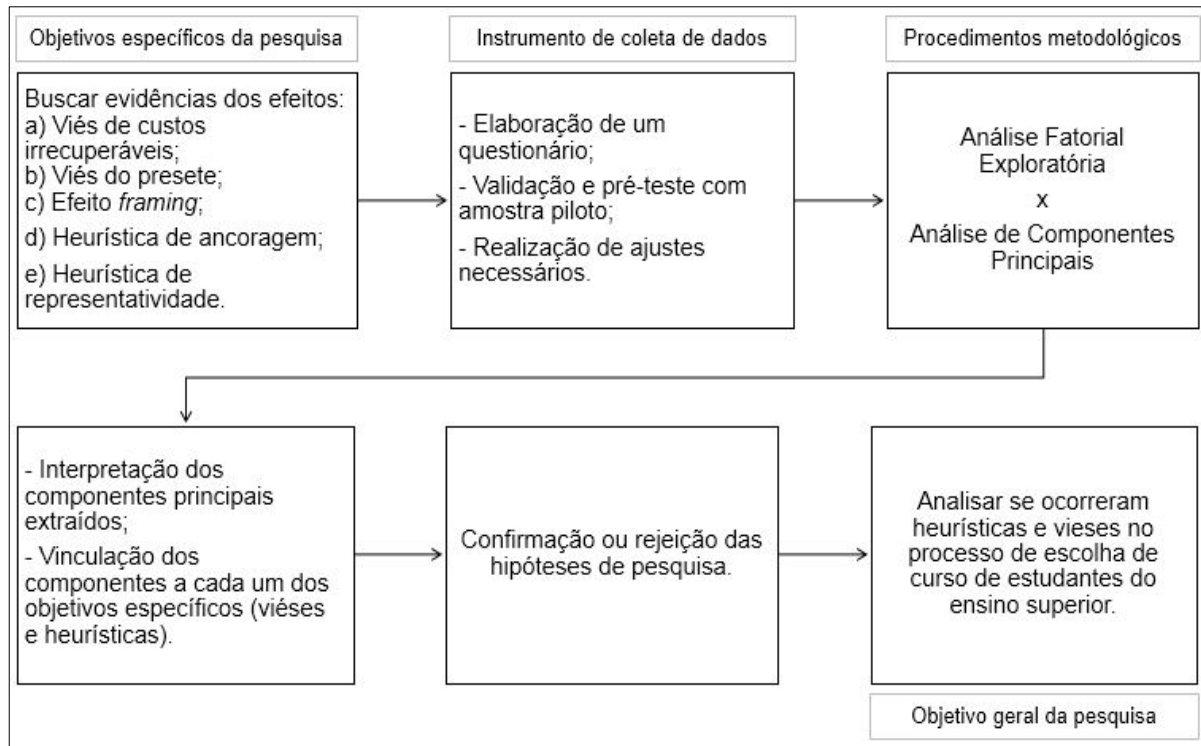 Objetivos específicos da pesquisa
Instrumento de coleta de dados
Procedimentos metodológicos
Buscar evidências dos efeitos:
a) Viés de custos
irrecuperáveis;
b) Viés do presete;
c) Efeito framing;
d) Heurística de ancoragem;
e) Heurística de
representatividade.
- Elaboração de um
questionário;
- Validação e pré-teste com
amostra piloto;
- Realização de ajustes
necessários.
Análise Fatorial
Exploratória
x
Análise de Componentes
Principais
- Interpretação dos
componentes principais
extraídos;
- Vinculação dos
componentes a cada um dos
objetivos específicos (viéses
e heurísticas).
Confirmação ou rejeição das
hipóteses de pesquisa.
Analisar se ocorreram
heurísticas e vieses no
processo de escolha de
curso de estudantes do
ensino superior.
Objetivo geral da pesquisa